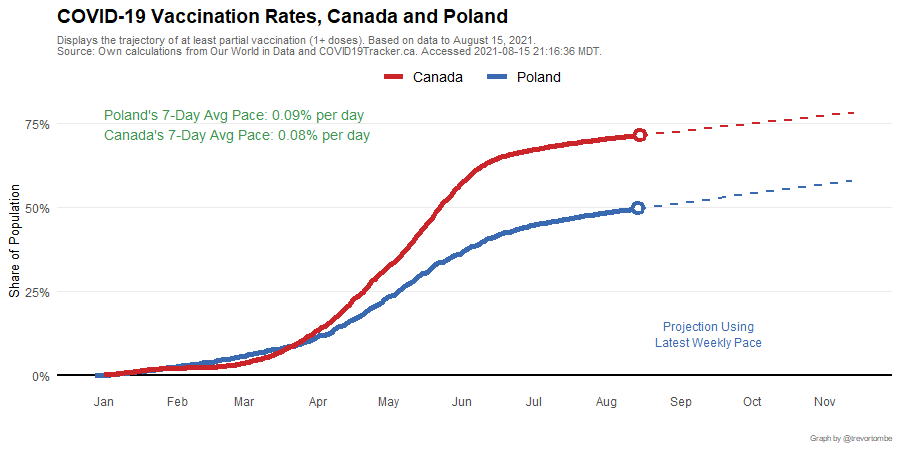 COVID-19 Vaccination Rates, Canada and Poland
Displays the trajectory of at least partial vaccination (1+ doses). Based on data to August 15, 2021.
Source: Own calculations from Our World in Data and COVID19Tracker.ca. Accessed 2021-08-15 21:16:36 MDT.
Canada Poland
Poland's 7-Day Avg Pace: 0.09% per day
Canada's 7-Day Avg Pace: 0.08% per day
75%
50%
25%
0%
Share of Population
Projection Using
Latest Weekly Pace
Jan Feb Mar Apr May Jun Jul Aug Sep Oct Nov
Graph by @trevortombe